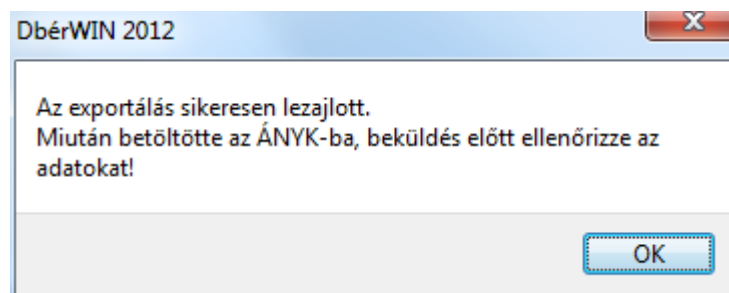 DbérWIN 2012
Az exportálás sikeresen lezajlott.
Miután betöltötte az ÁNYK-ba, beküldés előtt ellenőrizze az
adatokat!
OK